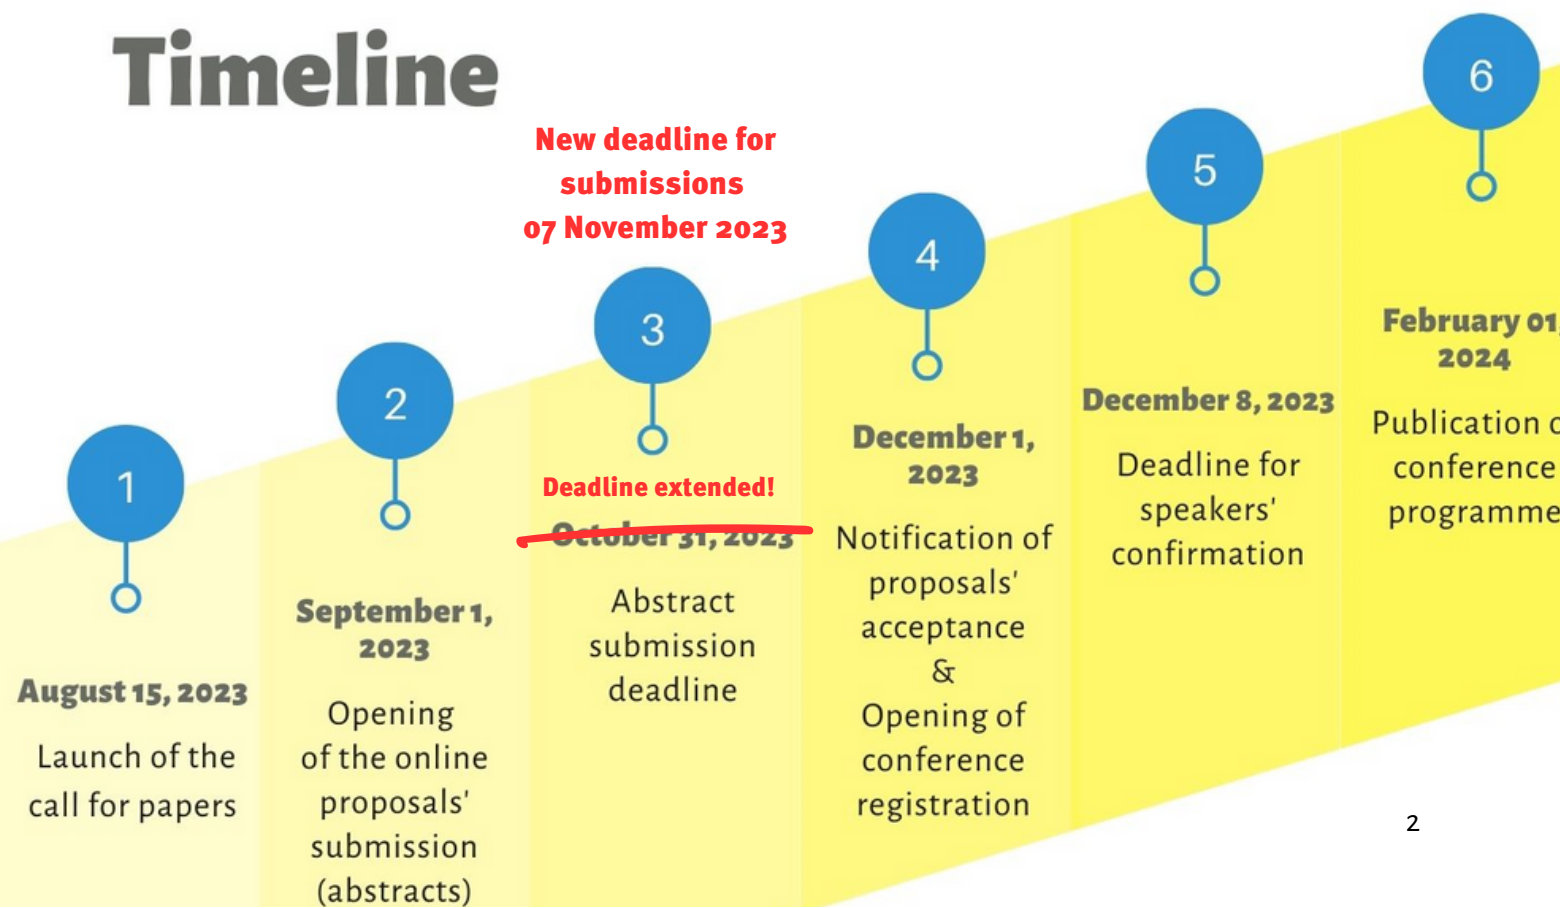 Timeline
New deadline for
submissions
07 November 2023
1
August 15, 2023
Launch of the
call for papers
2
September 1,
2023
Opening
of the online
proposals'
submission
(abstracts)
3
Deadline extended!
October 31, 2023
Abstract
submission
deadline
4
December 1,
2023
Notification of
proposals'
acceptance
&
Opening of
conference
registration
5
December 8, 2023
Deadline for
speakers'
confirmation
6
February 01,
2024
Publication
conference
programme
2